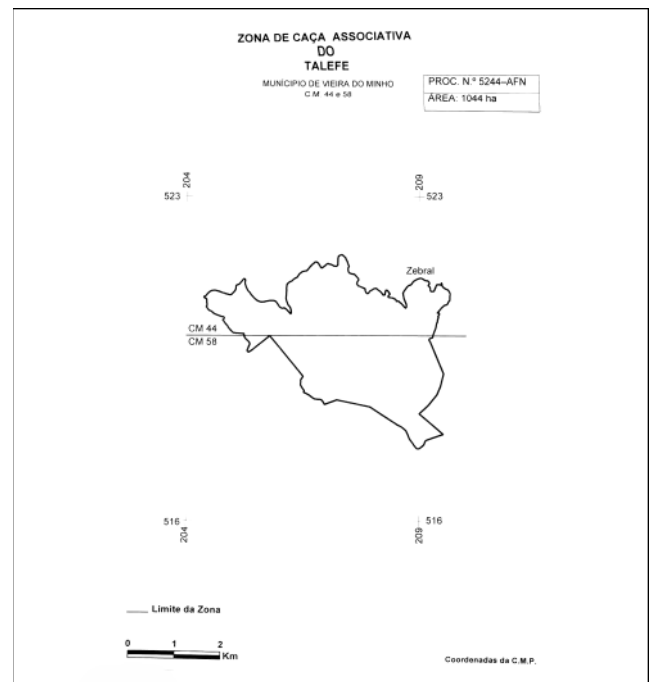 ZONA DE CAÇA ASSOCIATIVA
DO
TALEFE
MUNÍCIPIO DE VIEIRA DO MINHO
C.M 44 e 58
PROC. N.º 5244–AFN
ÁREA: 1044 ha
204
209
523
523
Zebral
CM 44
CM 58
516
516
204
209
Limite da Zona
0 1 2
Km
Coordenadas da C.M.P.